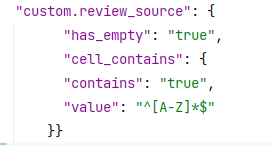 "custom.review_source": {
"has_empty": "true",
"cell_contains": {
"contains": "true",
"value": "^[A-Z]*$"
}}